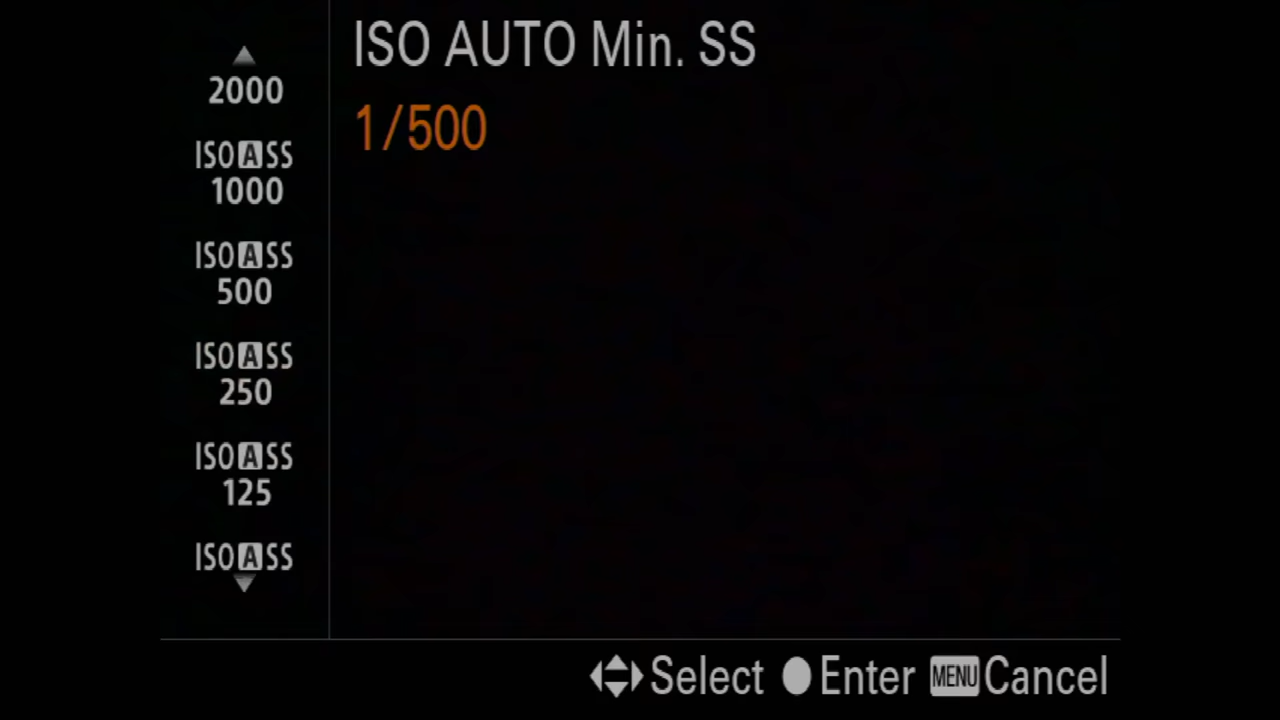 ISO AUTO Min. SS
1/500
2000
ISO A SS
1000
ISO A SS
500
ISO A SS
250
ISO A SS
125
ISO A SS
Select Enter MENU Cancel